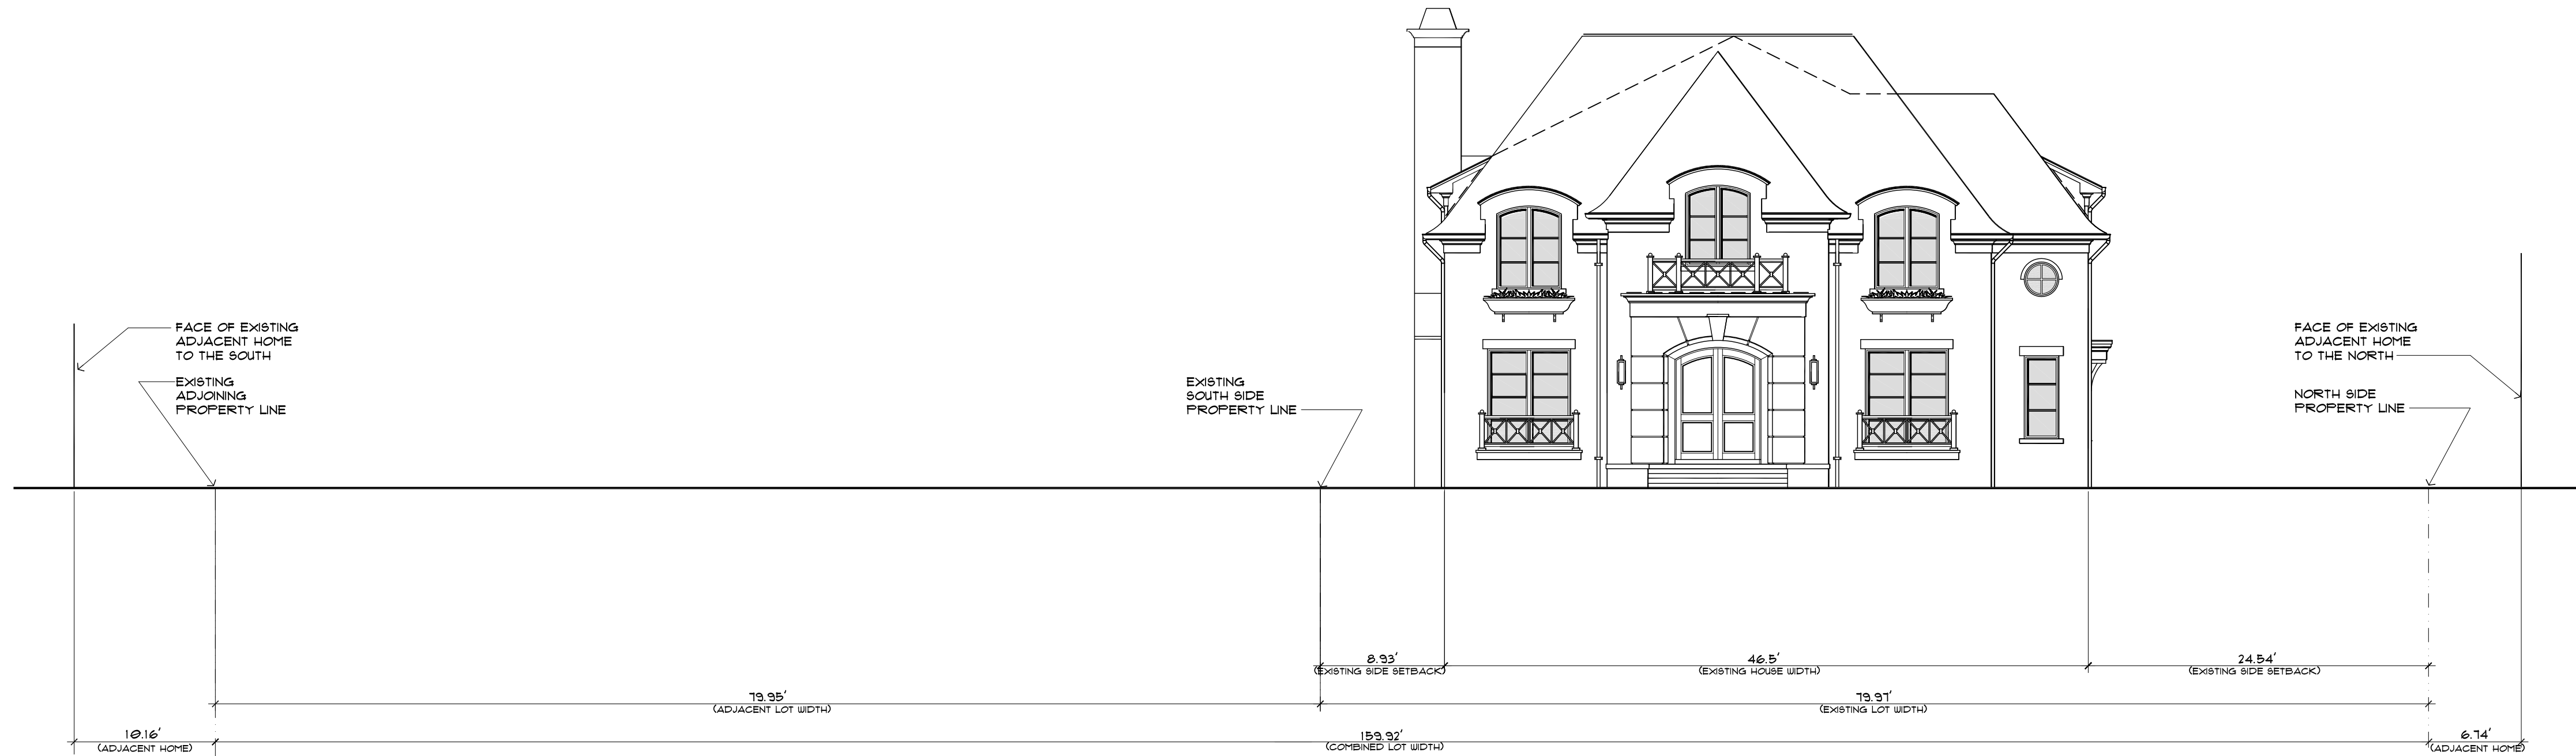 FACE OF EXISTING
ADJACENT HOME
TO THE SOUTH
EXISTING
ADJOINING
PROPERTY LINE
EXISTING
SOUTH SIDE
PROPERTY LINE
FACE OF EXISTING
ADJACENT HOME
TO THE NORTH
NORTH SIDE
PROPERTY LINE
8.93'
(EXISTING SIDE SETBACK)
46.5'
(EXISTING HOUSE WIDTH)
24.54'
(EXISTING SIDE SETBACK)
79.95'
(ADJACENT LOT WIDTH)
79.97'
(EXISTING LOT WIDTH)
10.16'
(ADJACENT HOME)
159.92'
(COMBINED LOT WIDTH)
6.74'
(ADJACENT HOME)